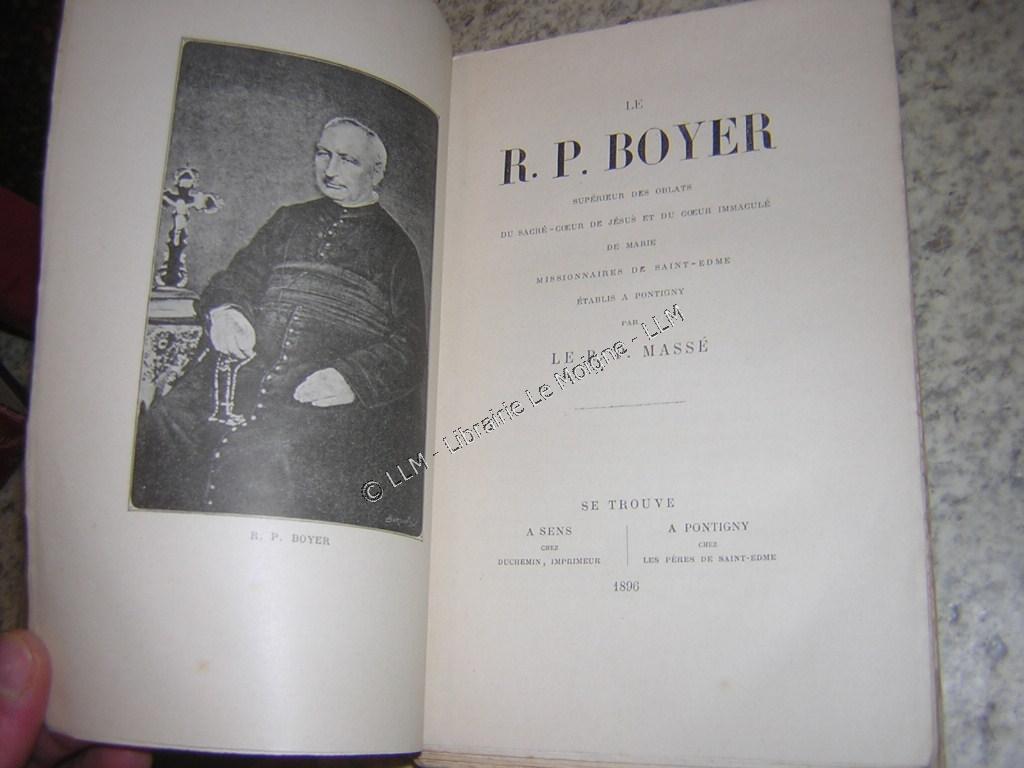 R. P. BOYER
LE
R. P. BOYER
SUPÉRIEUR DES OBLATS
DU SACRÉ-CŒUR DE JÉSUS ET DU CŒUR IMMACULÉ
DE MARIE
MISSIONNAIRES DE SAINT-EDME
ÉTABLIS A PONTIGNY
PAR
LE R. P. MASSÉ
SE TROUVE
A SENS
CHEZ
DUCHEMIN, IMPRIMEUR
A PONTIGNY
CHEZ
LES PÈRES DE SAINT-EDME
1896
© LLM - Librairie Le Moigne - LLM